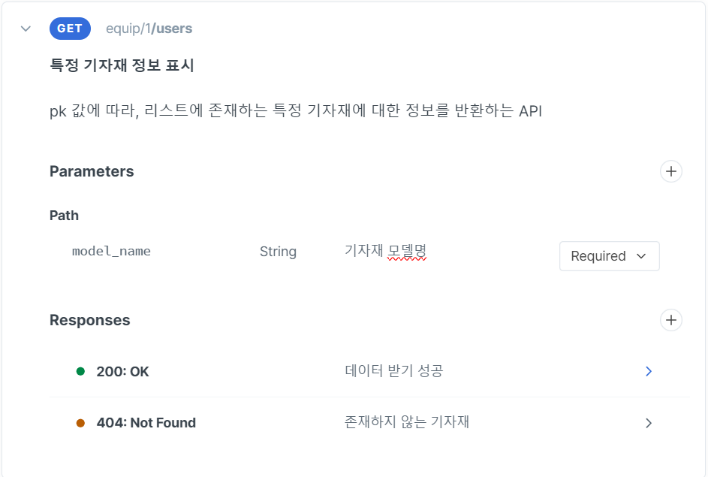 GET equip/1/users
특정 기자재 정보 표시
pk 값에 따라, 리스트에 존재하는 특정 기자재에 대한 정보를 반환하는 API
Parameters
Path
model_name String 기자재 모델명 Required
Responses
200: OK 데이터 받기 성공
404: Not Found 존재하지 않는 기자재